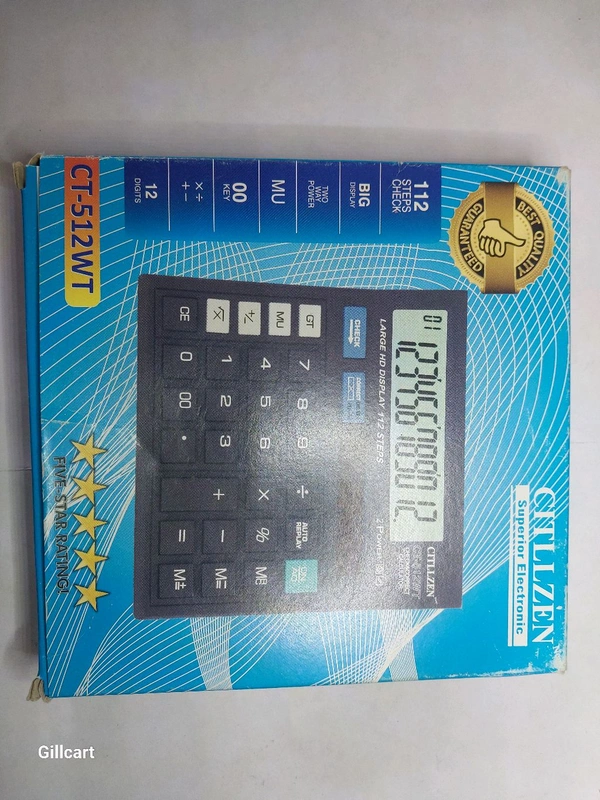 CITLLZEN
Superior Electronic
BEST QUALITY
GUARANTEED
112
STEPS
CHECK
BIG
DISPLAY
TWO
WAY
POWER
MU
00
KEY
× ÷
+ −
12
DIGITS
CT-512WT
CITLLZEN
01
123456789012
LARGE HD DISPLAY 112 STEPS
CHECK
AUTO
REPLAY
GT
MU
+/-
√x
CE
7 8 9 ÷
4 5 6 × %
1 2 3 + −
0 00 • =
M±
M=
FIVE STAR RATING!
Gillcart